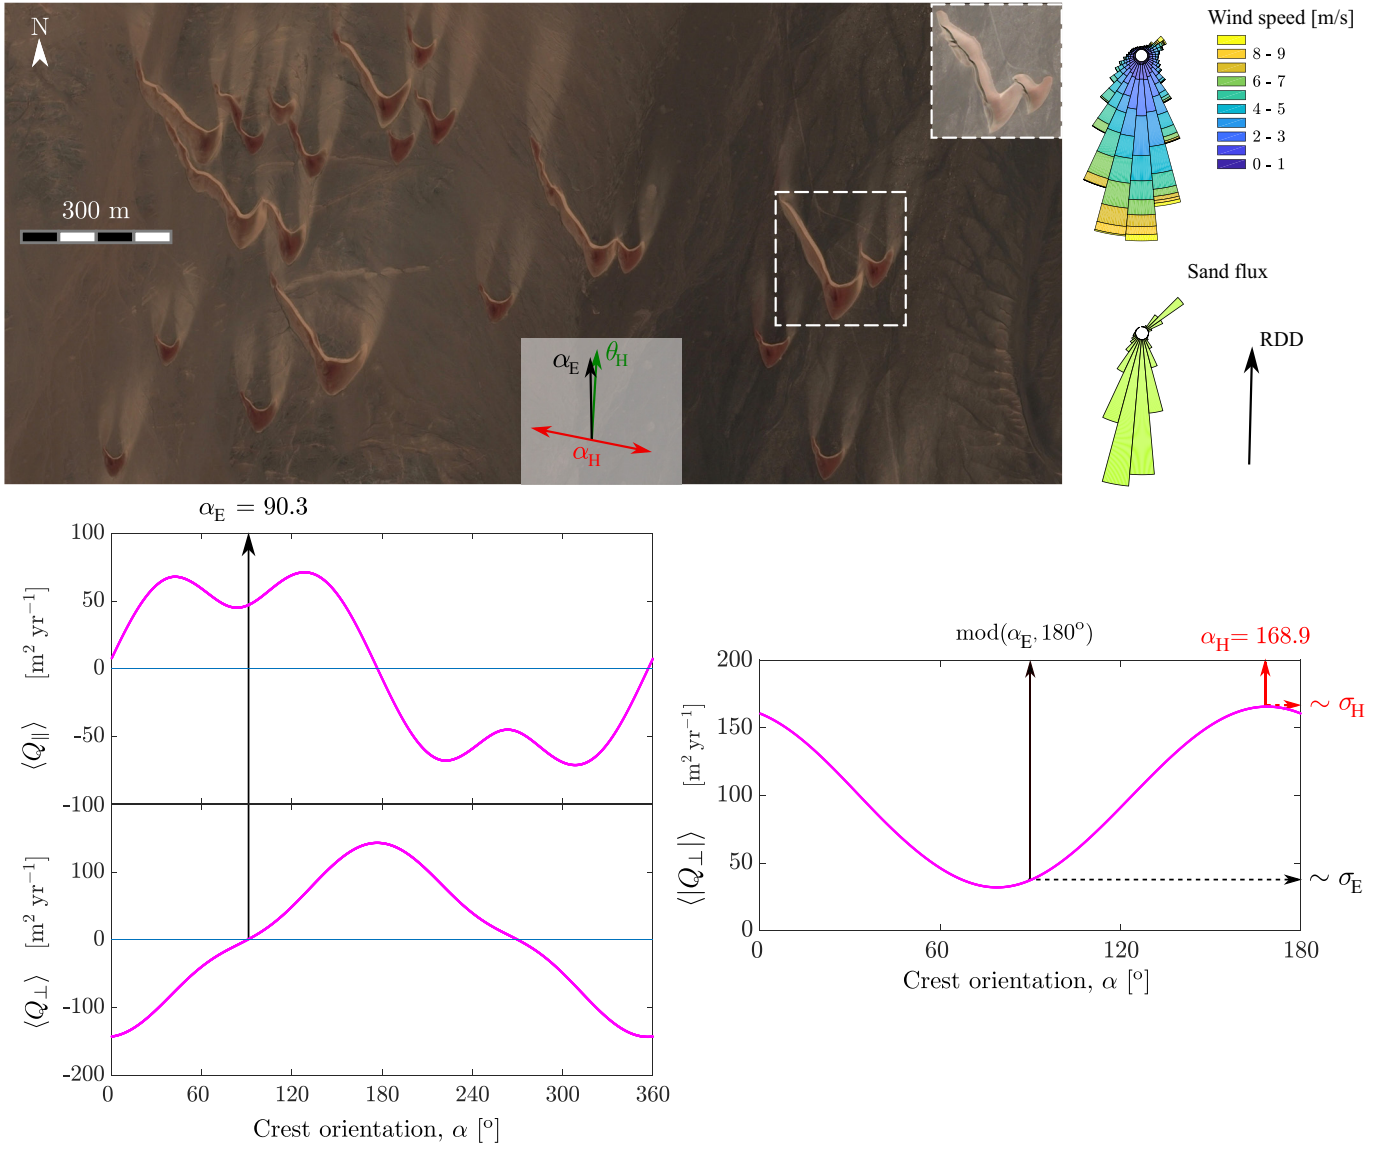 N
300 m
αE
θH
αH
Wind speed [m/s]
8 - 9
6 - 7
4 - 5
2 - 3
0 - 1
Sand flux
RDD
αE = 90.3
100
50
0
-50
-100
⟨Q∥⟩ [m² yr⁻¹]
100
0
-100
-200
⟨Q⊥⟩ [m² yr⁻¹]
0 60 120 180 240 300 360
Crest orientation, α [°]
mod(αE, 180°)
αH = 168.9
200
150
100
50
0
⟨|Q⊥|⟩ [m² yr⁻¹]
∼ σH
∼ σE
0 60 120 180
Crest orientation, α [°]